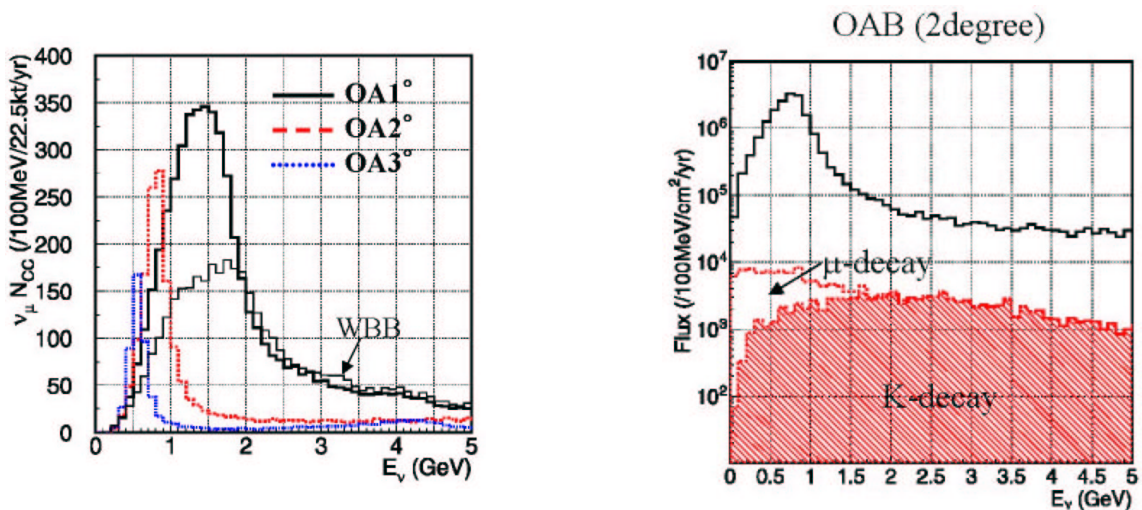 400
350
300
250
200
150
100
50
0
ν_μ N_CC (/100MeV/22.5kt/yr)
OA1°
OA2°
OA3°
WBB
0 1 2 3 4 5
E_ν (GeV)
OAB (2degree)
10^7
10^6
10^5
10^4
10^3
10^2
Flux (/100MeV/cm^2/yr)
μ-decay
K-decay
0 0.5 1 1.5 2 2.5 3 3.5 4 4.5 5
E_ν (GeV)